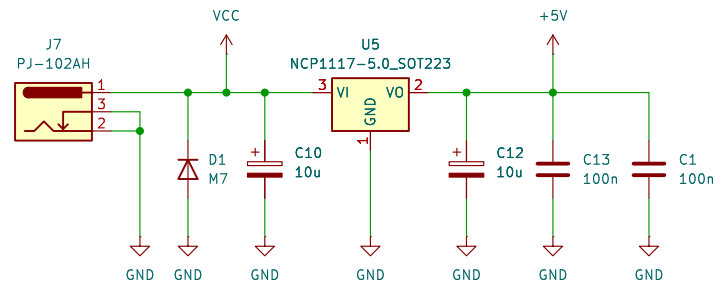 VCC
+5V
J7
PJ-102AH
U5
NCP1117-5.0_SOT223
1
3
2
3
VI
VO
2
GND
1
D1
M7
+
C10
10u
+
C12
10u
C13
100n
C1
100n
GND
GND
GND
GND
GND
GND
GND